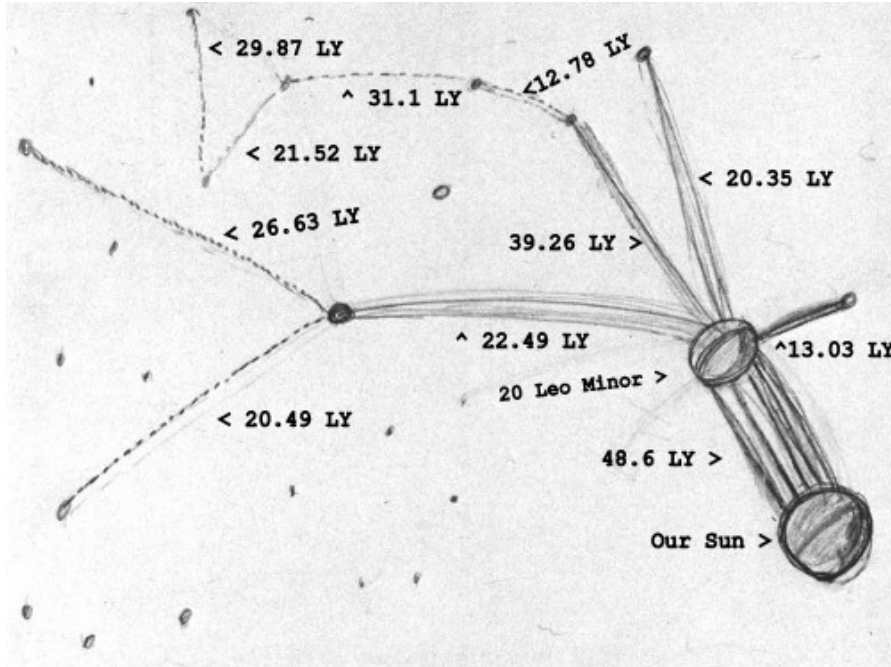 < 29.87 LY
<12.78 LY
^ 31.1 LY
< 21.52 LY
< 20.35 LY
< 26.63 LY
39.26 LY >
^ 22.49 LY
^13.03 LY
20 Leo Minor >
< 20.49 LY
48.6 LY >
Our Sun >